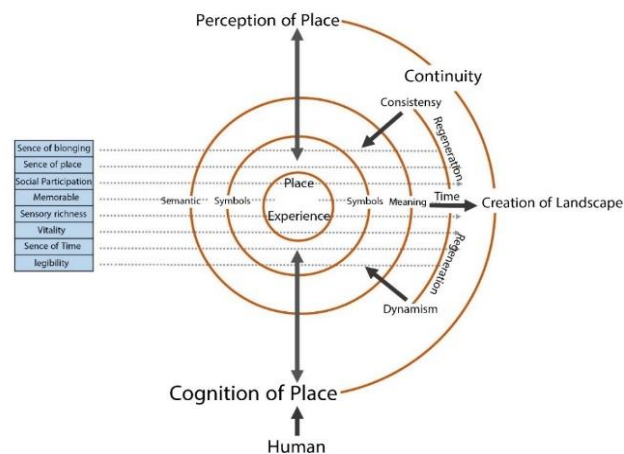 Perception of Place
Continuity
Consistensy
Regeneration
Sence of blonging
Sence of place
Social Participation
Memorable
Sensory richness
Vitality
Sence of Time
legibility
Place
Experience
Semantic
Symbols
Symbols
Meaning
Time
Creation of Landscape
Regeneration
Dynamism
Cognition of Place
Human